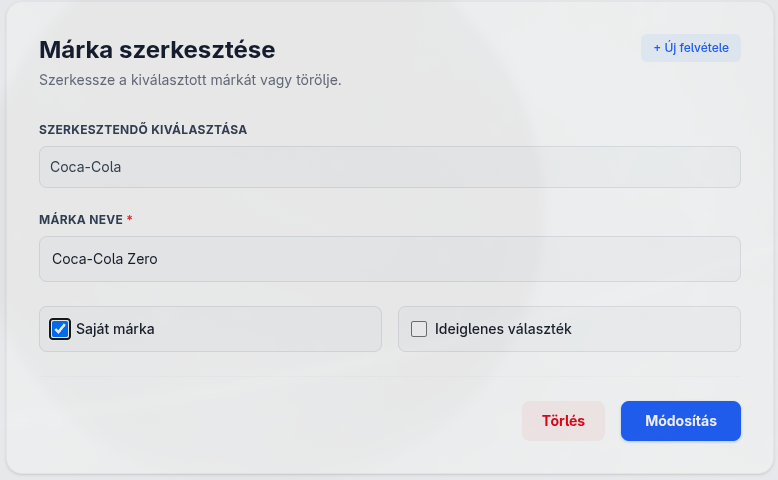 Márka szerkesztése
+ Új felvétele
Szerkessze a kiválasztott márkát vagy törölje.
SZERKESZTENDŐ KIVÁLASZTÁSA
Coca-Cola
MÁRKA NEVE *
Coca-Cola Zero
Saját márka
Ideiglenes választék
Törlés
Módosítás